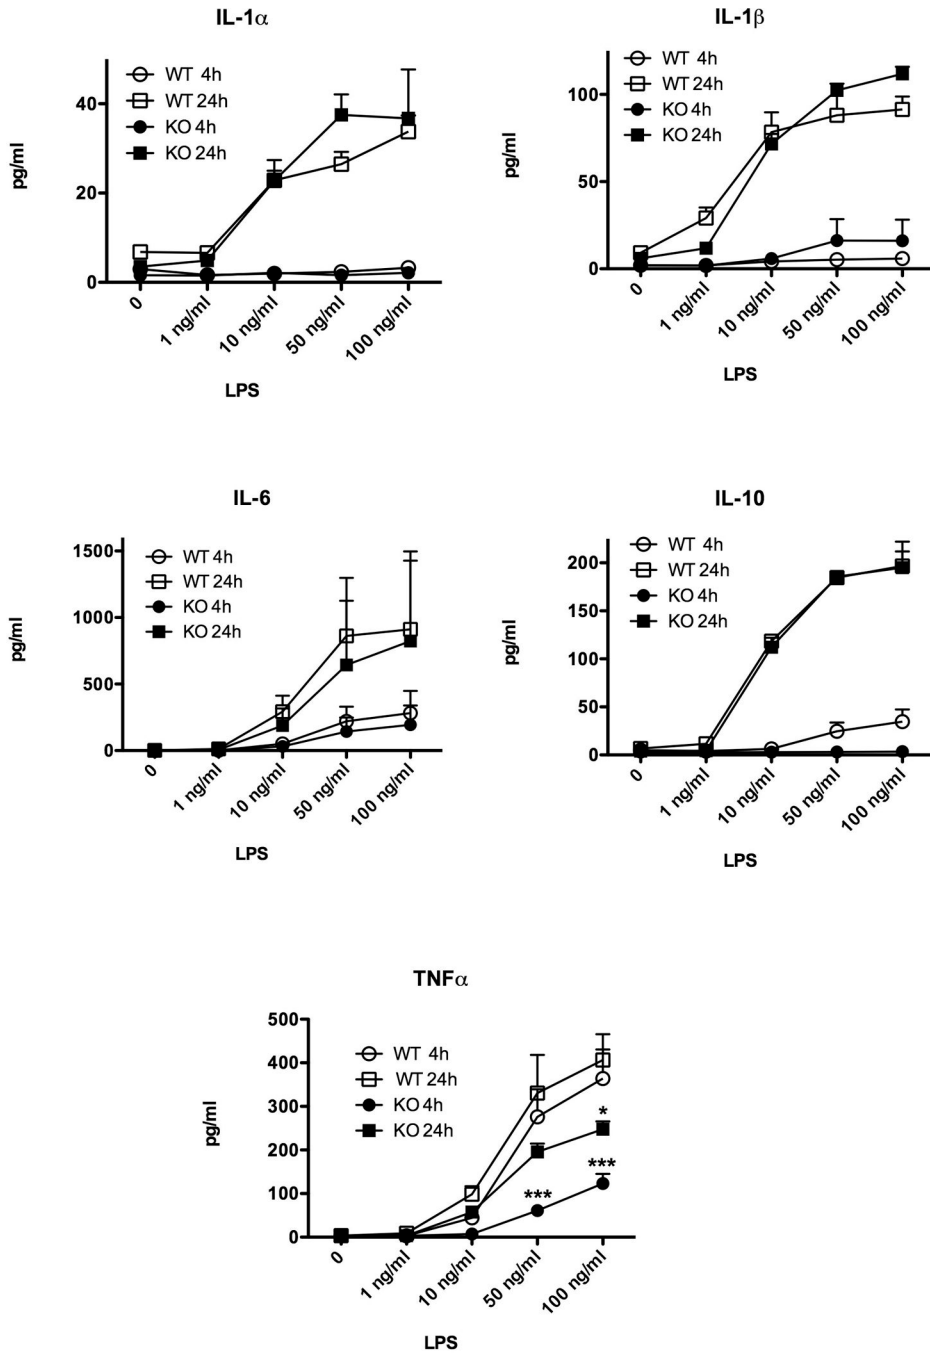 IL-1α
pg/ml
40
20
0
WT 4h
WT 24h
KO 4h
KO 24h
0
1 ng/ml
10 ng/ml
50 ng/ml
100 ng/ml
LPS
IL-1β
pg/ml
100
50
0
WT 4h
WT 24h
KO 4h
KO 24h
0
1 ng/ml
10 ng/ml
50 ng/ml
100 ng/ml
LPS
IL-6
pg/ml
1500
1000
500
0
WT 4h
WT 24h
KO 4h
KO 24h
0
1 ng/ml
10 ng/ml
50 ng/ml
100 ng/ml
LPS
IL-10
pg/ml
200
150
100
50
0
WT 4h
WT 24h
KO 4h
KO 24h
0
1 ng/ml
10 ng/ml
50 ng/ml
100 ng/ml
LPS
TNFα
pg/ml
500
400
300
200
100
0
WT 4h
WT 24h
KO 4h
KO 24h
*
***
***
0
1 ng/ml
10 ng/ml
50 ng/ml
100 ng/ml
LPS